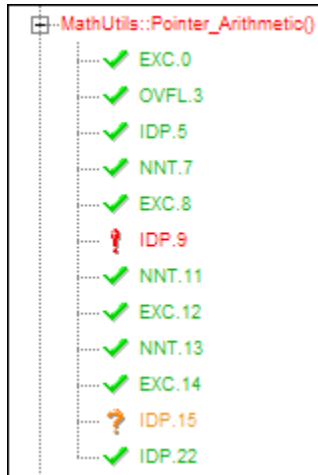 MathUtils::Pointer_Arithmetic()
EXC.0
OVFL.3
IDP.5
NNT.7
EXC.8
IDP.9
NNT.11
EXC.12
NNT.13
EXC.14
IDP.15
IDP.22